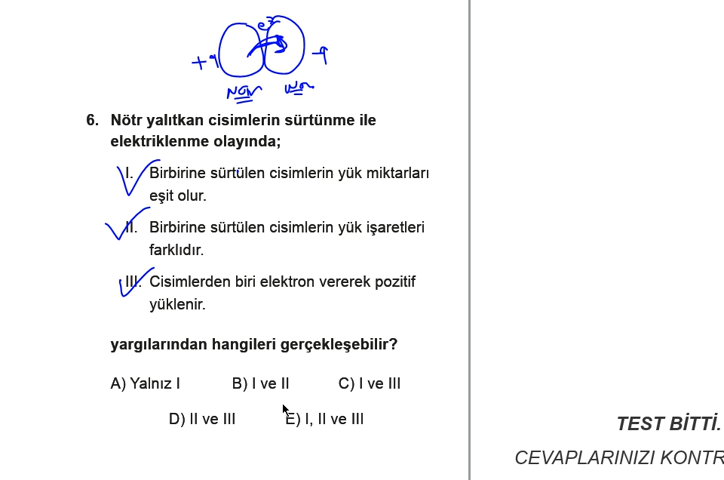 e⁻
+q
-q
Nötr
6. Nötr yalıtkan cisimlerin sürtünme ile
elektriklenme olayında;
I. Birbirine sürtülen cisimlerin yük miktarları
eşit olur.
II. Birbirine sürtülen cisimlerin yük işaretleri
farklıdır.
III. Cisimlerden biri elektron vererek pozitif
yüklenir.
yargılarından hangileri gerçekleşebilir?
A) Yalnız I B) I ve II C) I ve III
D) II ve III E) I, II ve III
TEST BİTTİ.
CEVAPLARINIZI KONTR